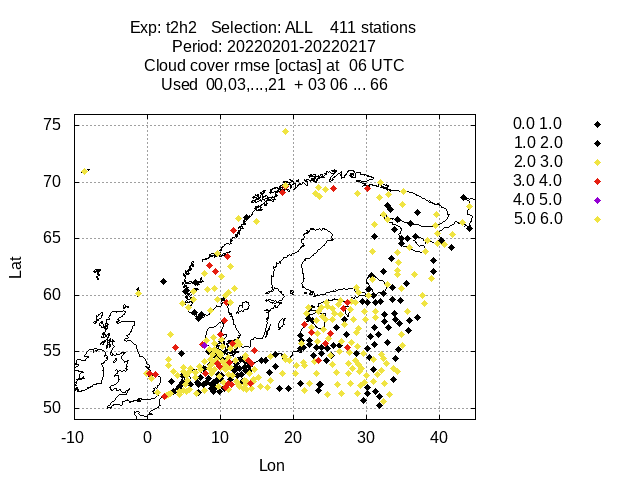 Exp: t2h2 Selection: ALL 411 stations
Period: 20220201-20220217
Cloud cover rmse [octas] at 06 UTC
Used 00,03,...,21 + 03 06 ... 66
75
70
65
60
55
50
Lat
-10 0 10 20 30 40
Lon
0.0 1.0
1.0 2.0
2.0 3.0
3.0 4.0
4.0 5.0
5.0 6.0